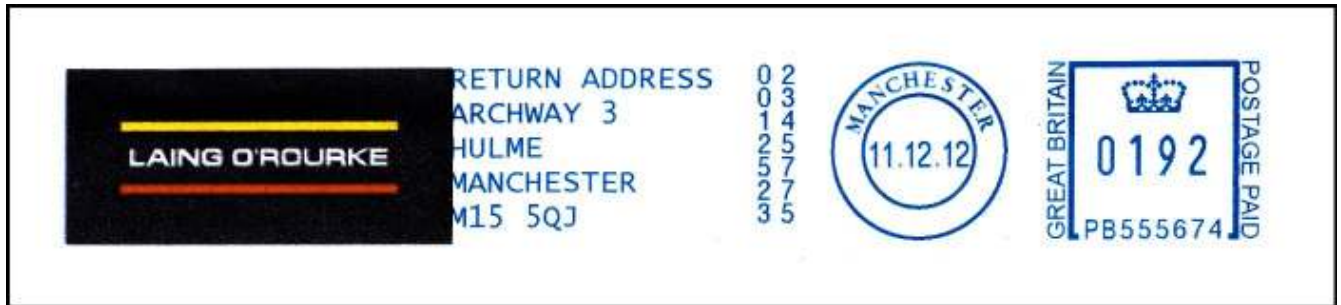 LAING O'ROURKE
RETURN ADDRESS
ARCHWAY 3
HULME
MANCHESTER
M15 5QJ
0 2
0 3
1 4
2 5
5 7
2 7
3 5
MANCHESTER
11.12.12
GREAT BRITAIN
0192
PB555674
POSTAGE PAID